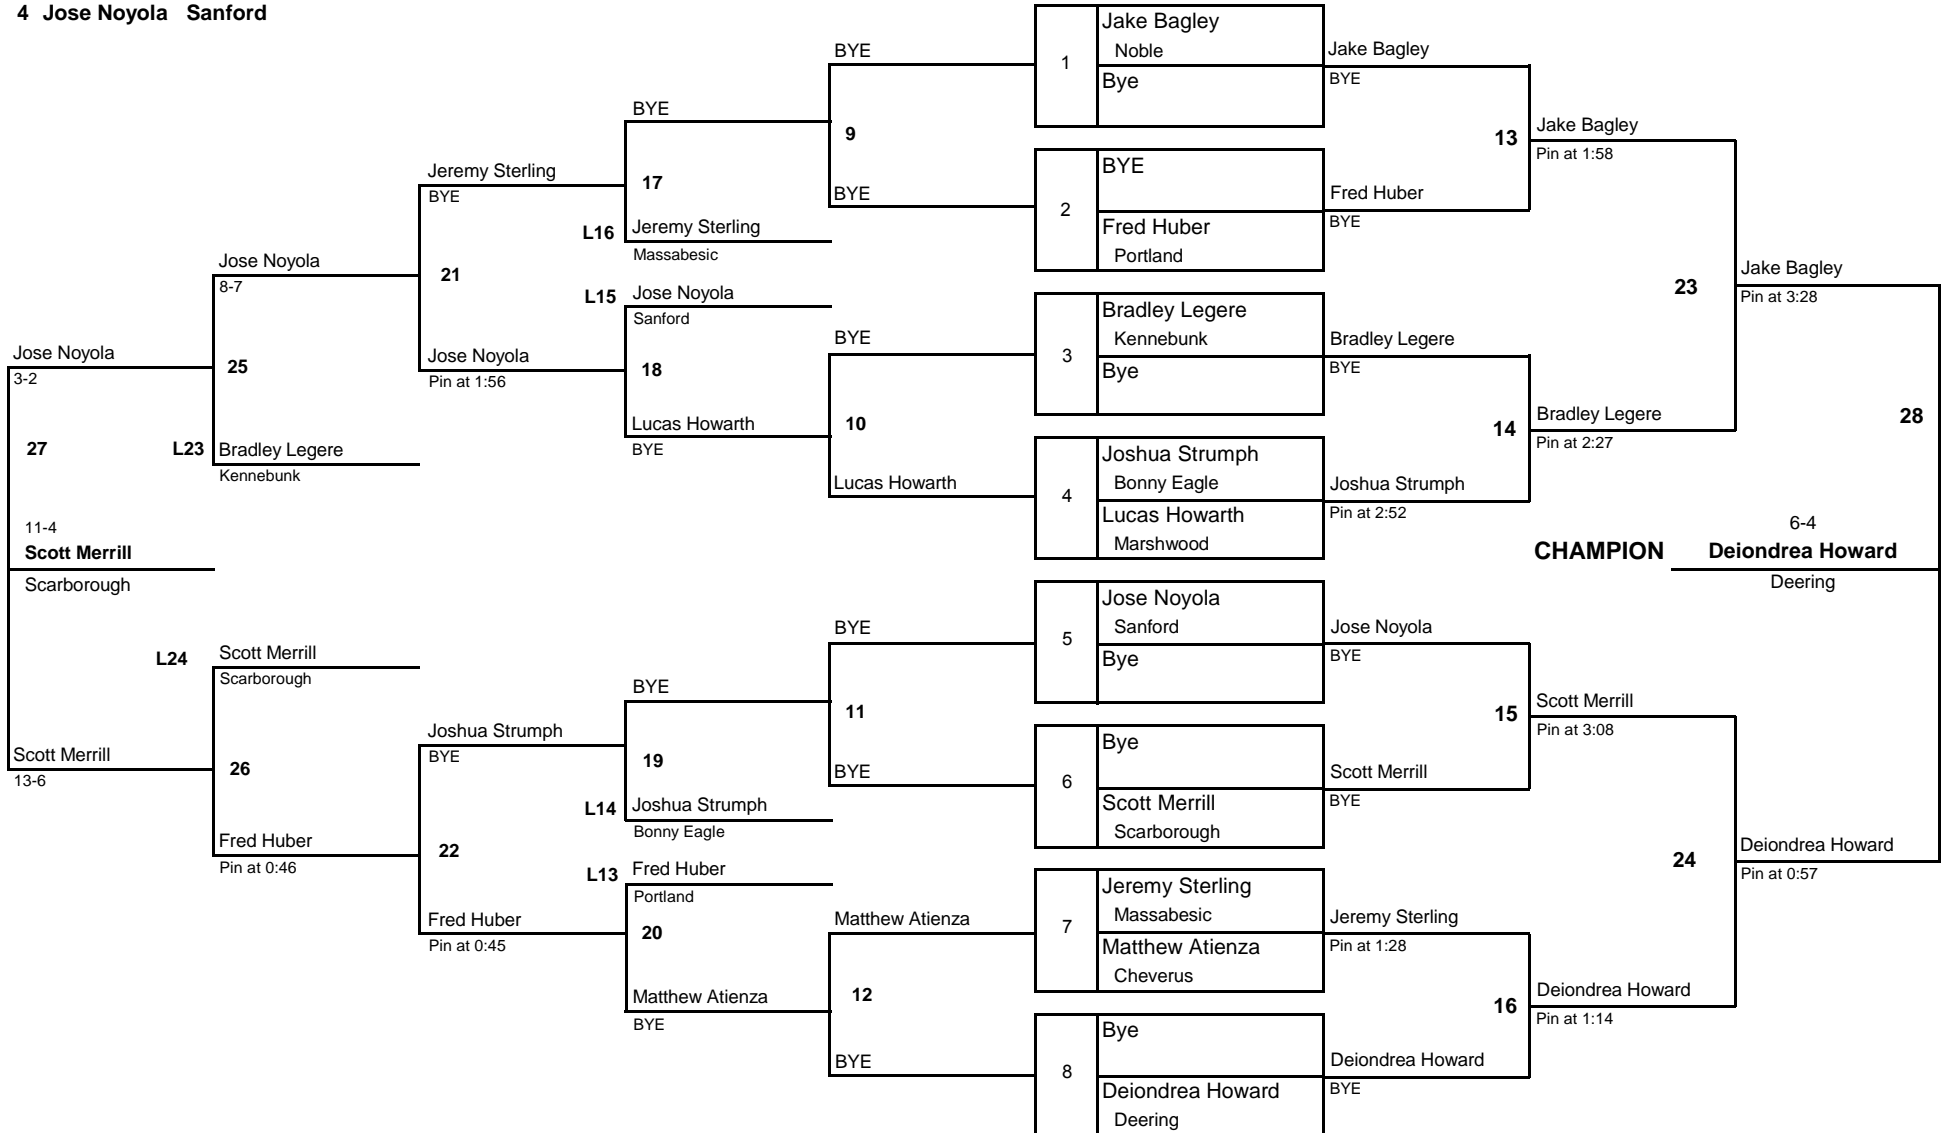 4 Jose Noyola Sanford
Jake Bagley
Noble
1
Bye
BYE
Jake Bagley
BYE
BYE
9
13
Jake Bagley
Pin at 1:58
BYE
Jeremy Sterling
BYE
17
BYE
2
Fred Huber
Portland
Fred Huber
BYE
L16
Jeremy Sterling
Massabesic
Jose Noyola
8-7
21
L15
Jose Noyola
Sanford
23
Jake Bagley
Pin at 3:28
Bradley Legere
Kennebunk
3
Bye
BYE
Bradley Legere
BYE
Jose Noyola
3-2
25
Jose Noyola
Pin at 1:56
18
Lucas Howarth
BYE
10
14
Bradley Legere
Pin at 2:27
28
27
L23
Bradley Legere
Kennebunk
Lucas Howarth
4
Joshua Strumph
Bonny Eagle
Lucas Howarth
Marshwood
Joshua Strumph
Pin at 2:52
11-4
Scott Merrill
Scarborough
6-4
CHAMPION
Deiondrea Howard
Deering
Jose Noyola
Sanford
5
Bye
BYE
Jose Noyola
BYE
L24
Scott Merrill
Scarborough
BYE
11
15
Scott Merrill
Pin at 3:08
Joshua Strumph
BYE
19
BYE
Bye
6
Scott Merrill
Scarborough
Scott Merrill
BYE
Scott Merrill
13-6
26
L14
Joshua Strumph
Bonny Eagle
Fred Huber
Pin at 0:46
22
L13
Fred Huber
Portland
24
Deiondrea Howard
Pin at 0:57
Jeremy Sterling
Massabesic
7
Matthew Atienza
Cheverus
Matthew Atienza
Jeremy Sterling
Pin at 1:28
Fred Huber
Pin at 0:45
20
Matthew Atienza
BYE
12
16
Deiondrea Howard
Pin at 1:14
BYE
Bye
8
Deiondrea Howard
Deering
Deiondrea Howard
BYE